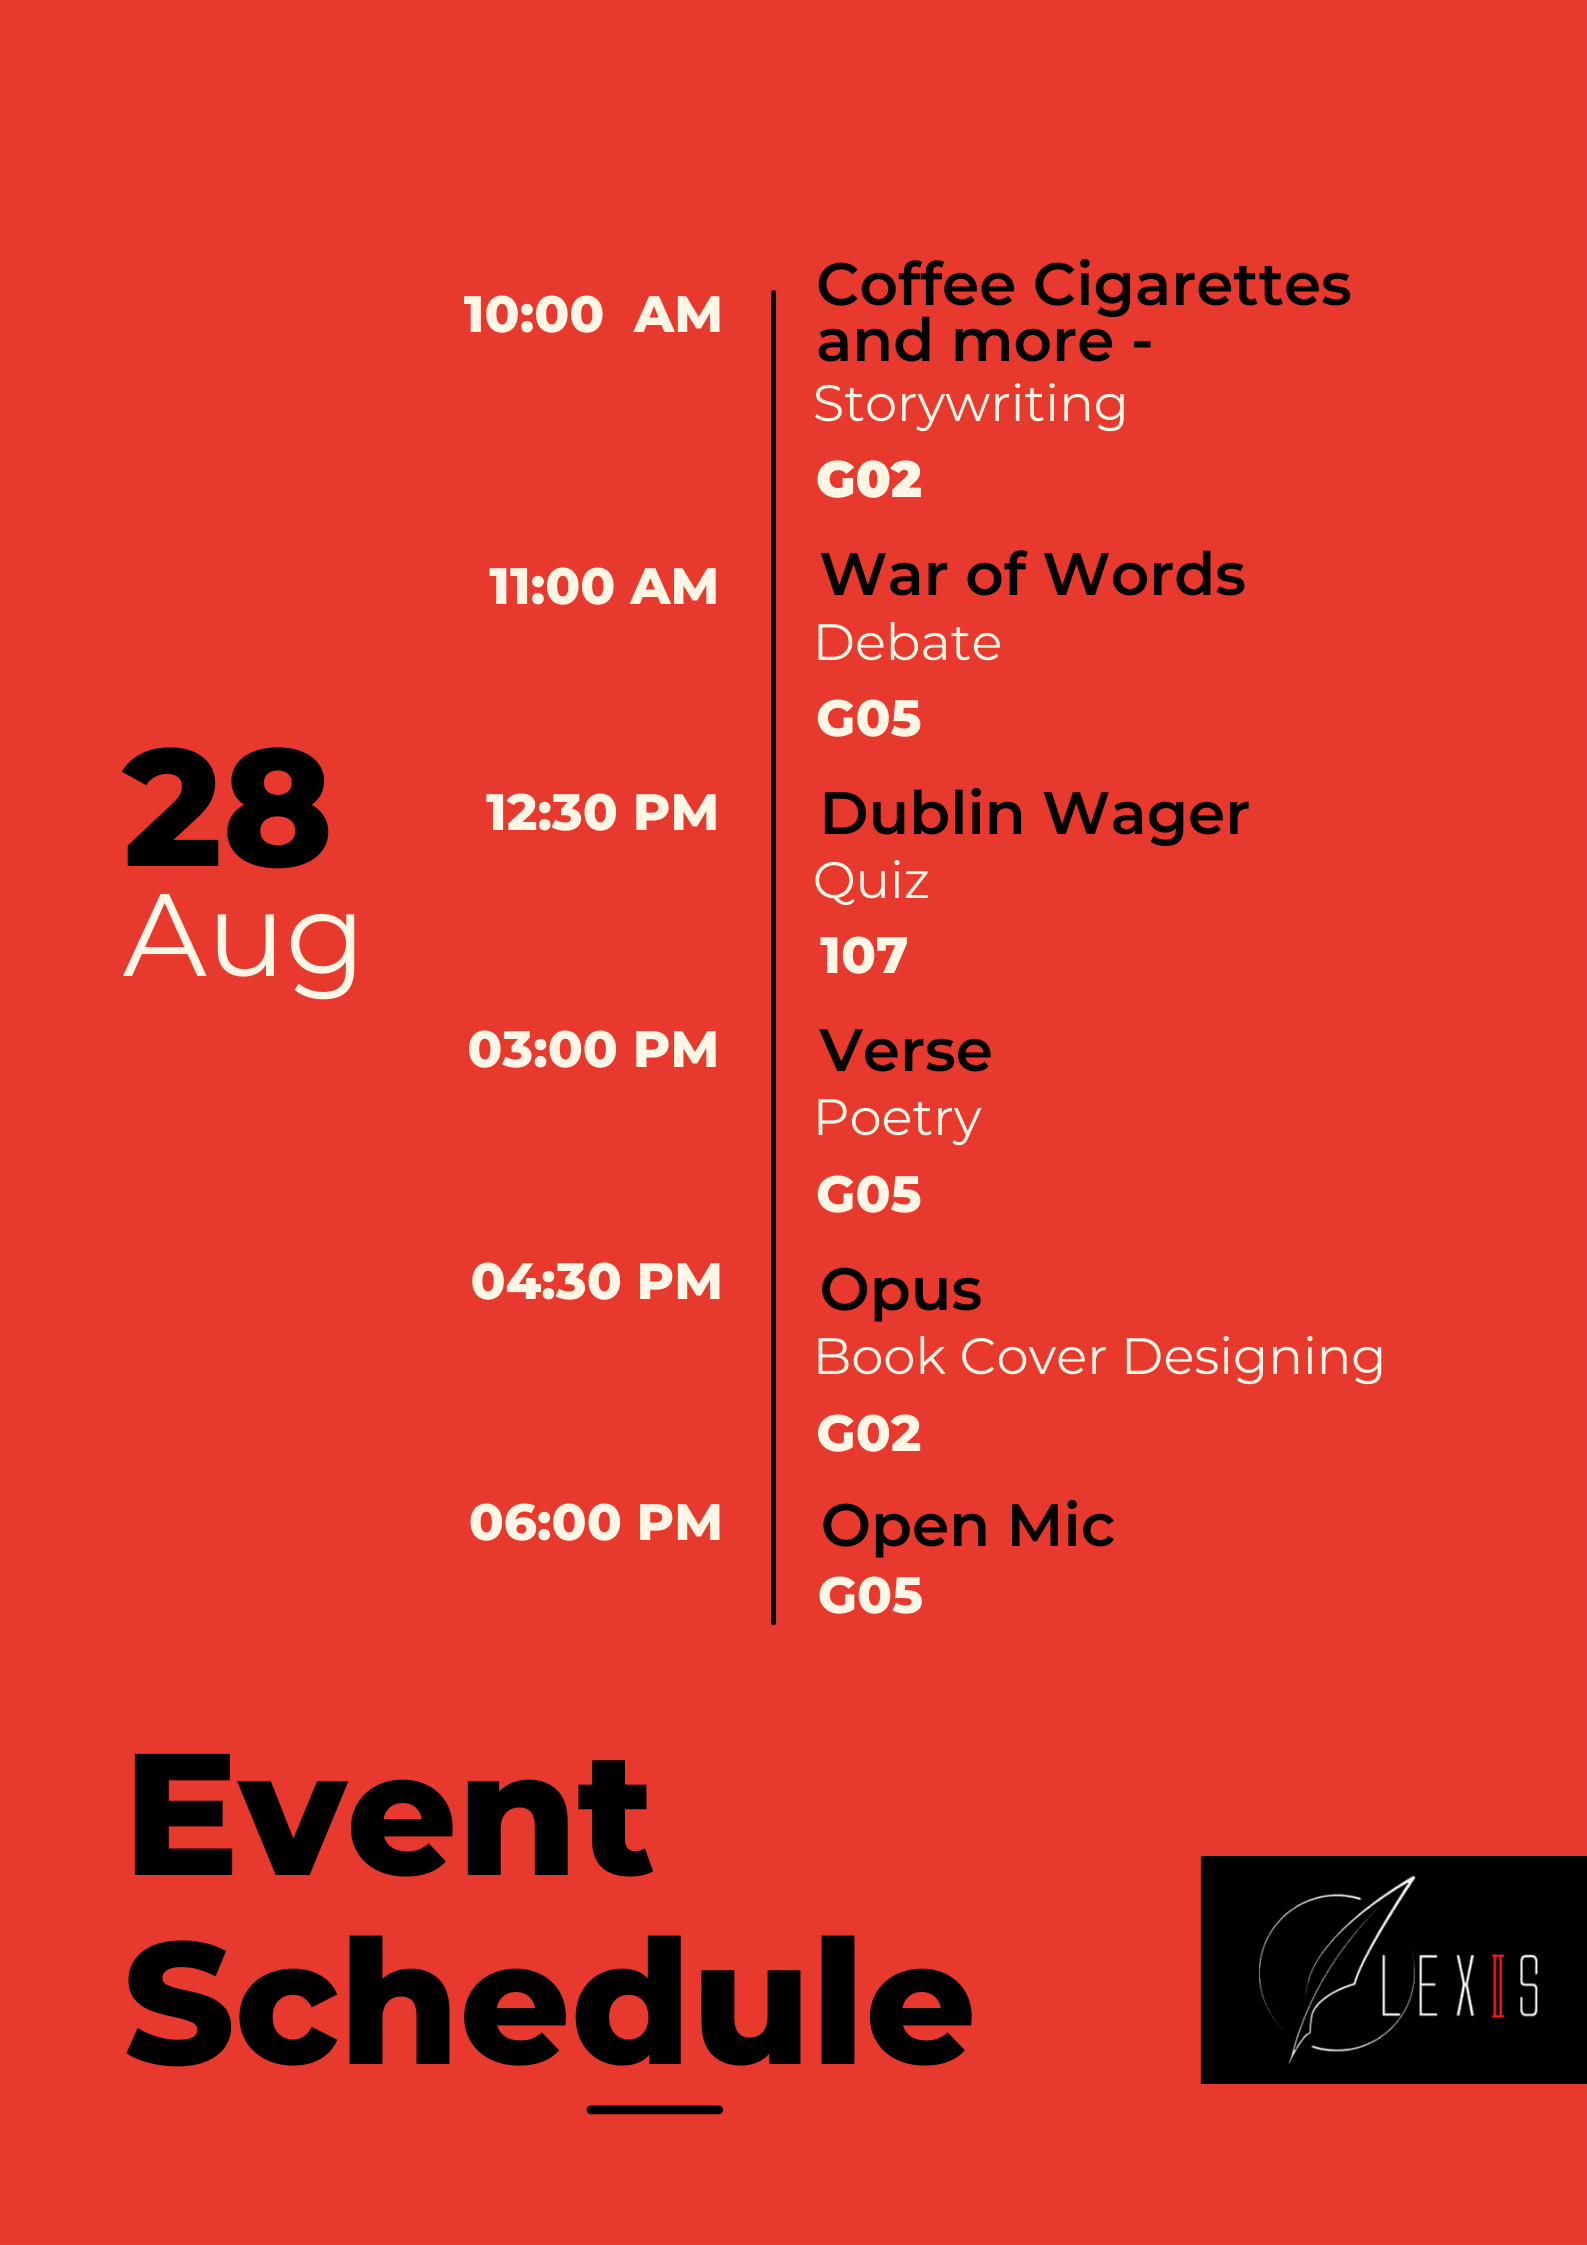 10:00  AM
Coffee Cigarettes
and more -
Storywriting
G02
11:00 AM
War of Words
Debate
G05
28
Aug
12:30 PM
Dublin Wager
Quiz
107
03:00 PM
Verse
Poetry
G05
04:30 PM
Opus
Book Cover Designing
G02
06:00 PM
Open Mic
G05
Event
Schedule
LEXIIS